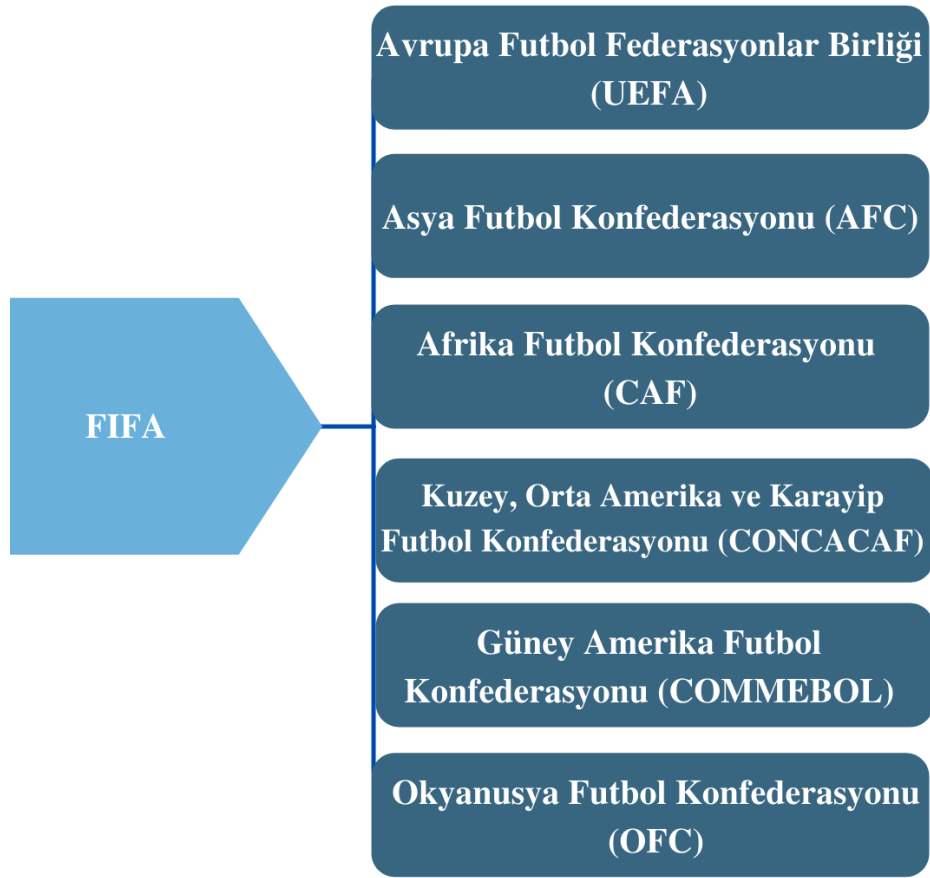 Avrupa Futbol Federasyonlar Birliği
(UEFA)
Asya Futbol Konfederasyonu (AFC)
Afrika Futbol Konfederasyonu
(CAF)
FIFA
Kuzey, Orta Amerika ve Karayip
Futbol Konfederasyonu (CONCACAF)
Güney Amerika Futbol
Konfederasyonu (COMMEBOL)
Okyanusya Futbol Konfederasyonu
(OFC)